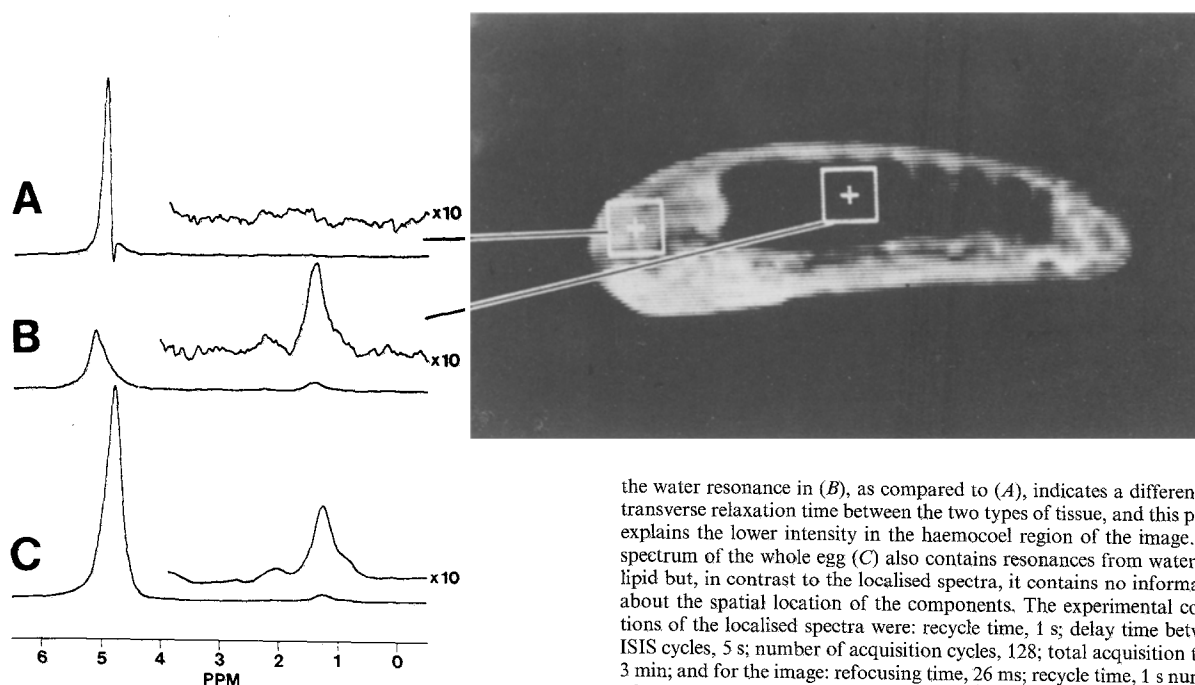 A
x10
B
x10
C
x10
6 5 4 3 2 1 0
PPM
the water resonance in (B), as compared to (A), indicates a
transverse relaxation time between the two types of tissue, and this
explains the lower intensity in the haemocoel region of the image.
spectrum of the whole egg (C) also contains resonances from water
lipid but, in contrast to the localised spectra, it contains no
about the spatial location of the components. The experimental
tions of the localised spectra were: recycle time, 1 s; delay time
ISIS cycles, 5 s; number of acquisition cycles, 128; total acquisition
3 min; and for the image: refocusing time, 26 ms; recycle time, 1 s